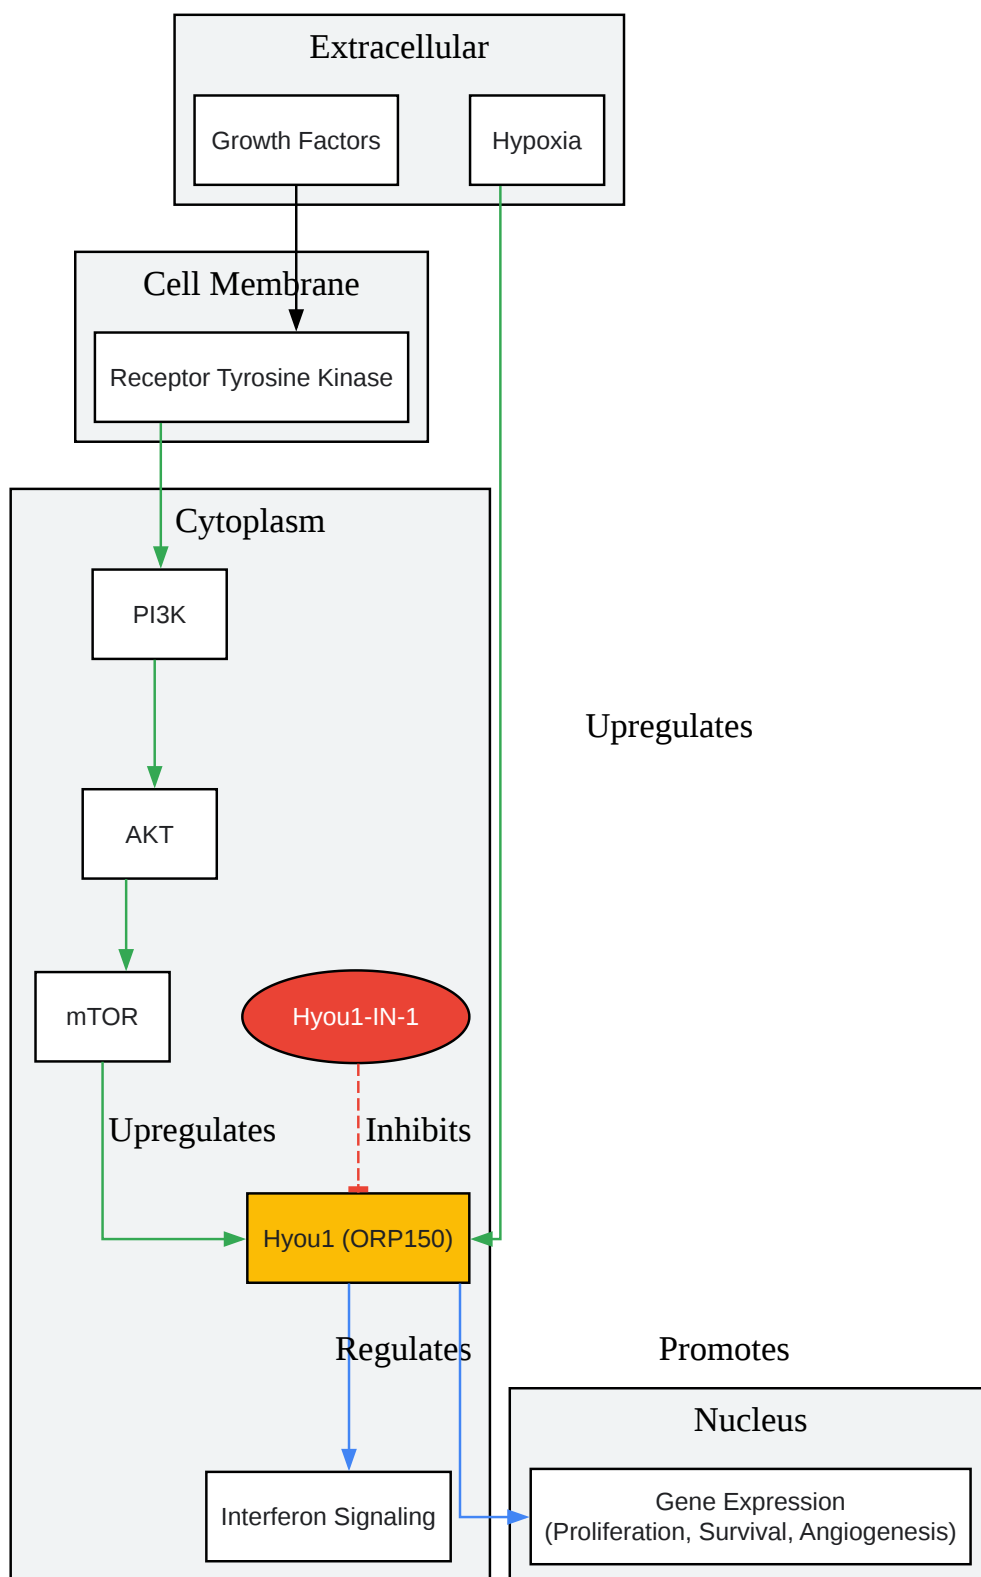 Extracellular
Growth Factors
Hypoxia
Cell Membrane
Receptor Tyrosine Kinase
Cytoplasm
PI3K
Upregulates
AKT
mTOR
Hyou1-IN-1
Upregulates
Inhibits
Hyou1 (ORP150)
Regulates
Promotes
Nucleus
Interferon Signaling
Gene Expression
(Proliferation, Survival, Angiogenesis)